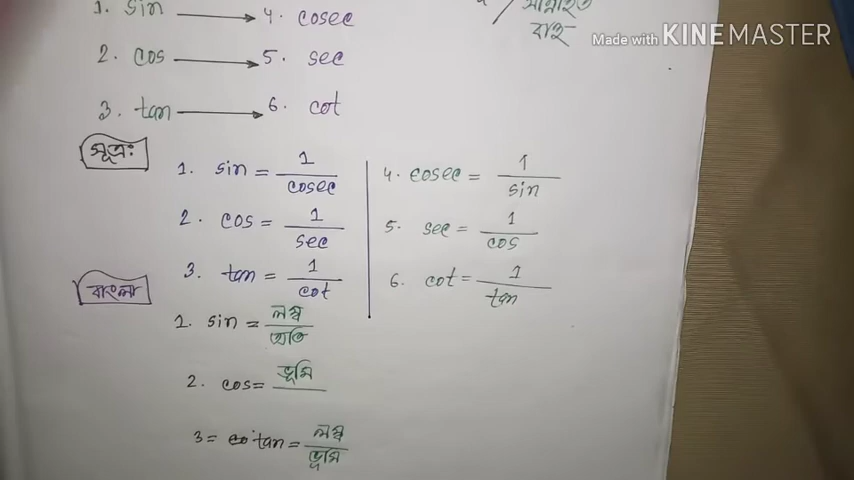 1. sin → 4. cosec
2. cos → 5. sec
3. tan → 6. cot
সান্নিহিত
বাহু
Made with KINEMASTER
সূত্রঃ
1. sin = 1/cosec
2. cos = 1/sec
3. tan = 1/cot
4. cosec = 1/sin
5. sec = 1/cos
6. cot = 1/tan
বাংলা
1. sin = লম্ব/অতি
2. cos = ভূমি/
3 = tan = লম্ব/ভূমি